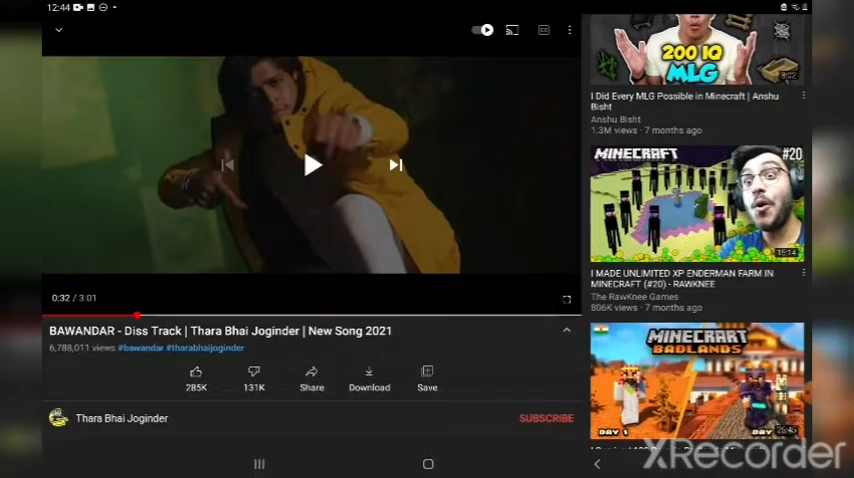 12:44
0:32 / 3:01
BAWANDAR - Diss Track | Thara Bhai Joginder | New Song 2021
6,788,011 views #bawandar #tharabhaijoginder
285K
131K
Share
Download
Save
Thara Bhai Joginder
SUBSCRIBE
200 IQ
MLG
8:02
I Did Every MLG Possible in Minecraft | Anshu
Bisht
Anshu Bisht
1.3M views · 7 months ago
MINECRAFT
#20
15:14
I MADE UNLIMITED XP ENDERMAN FARM IN
MINECRAFT (#20) - RAWKNEE
The RawKnee Games
806K views · 7 months ago
MINECRAFT
BADLANDS
DAY 1
25:45
XRecorder